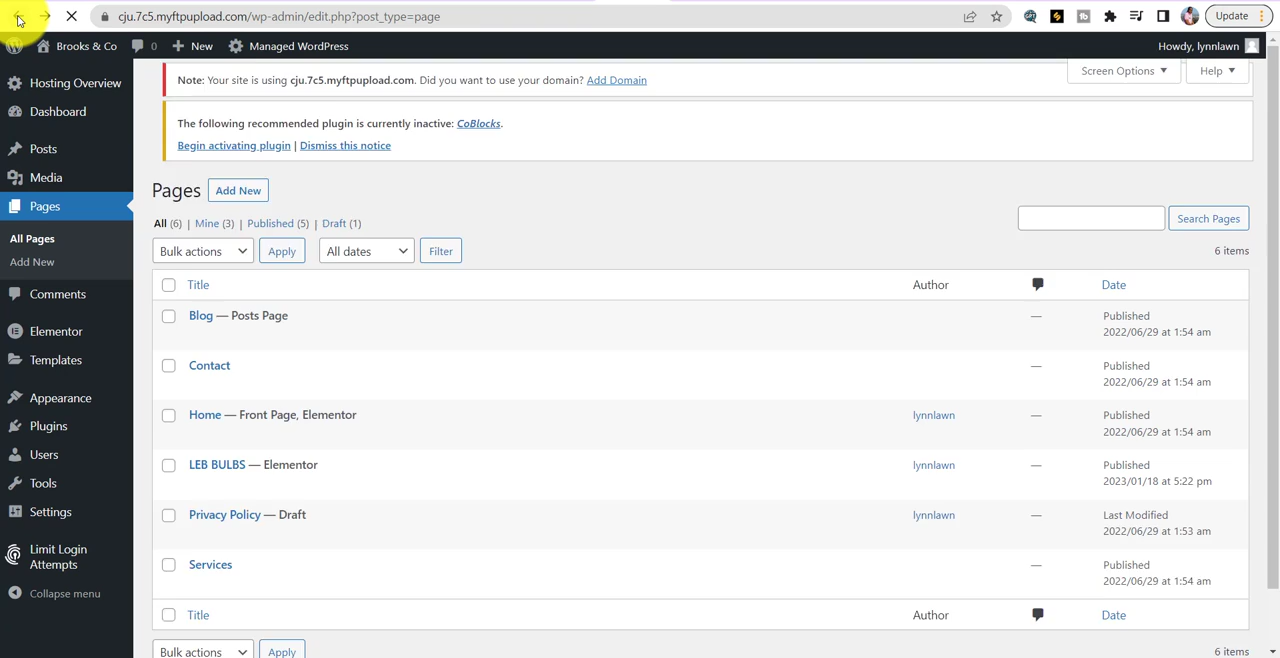 cju.7c5.myftpupload.com/wp-admin/edit.php?post_type=page
Update
Brooks & Co 0 New Managed WordPress Howdy, lynnlawn
Hosting Overview
Dashboard
Posts
Media
Pages
All Pages
Add New
Comments
Elementor
Templates
Appearance
Plugins
Users
Tools
Settings
Limit Login
Attempts
Collapse menu
Note: Your site is using cju.7c5.myftpupload.com. Did you want to use your domain? Add Domain
Screen Options Help
The following recommended plugin is currently inactive: CoBlocks.
Begin activating plugin | Dismiss this notice
Pages Add New
All (6) | Mine (3) | Published (5) | Draft (1)
Search Pages
Bulk actions Apply All dates Filter 6 items
Title Author Date
Blog — Posts Page — Published
2022/06/29 at 1:54 am
Contact — Published
2022/06/29 at 1:54 am
Home — Front Page, Elementor lynnlawn — Published
2022/06/29 at 1:54 am
LEB BULBS — Elementor lynnlawn — Published
2023/01/18 at 5:22 pm
Privacy Policy — Draft lynnlawn — Last Modified
2022/06/29 at 1:53 am
Services — Published
2022/06/29 at 1:54 am
Title Author Date
Bulk actions Apply 6 items